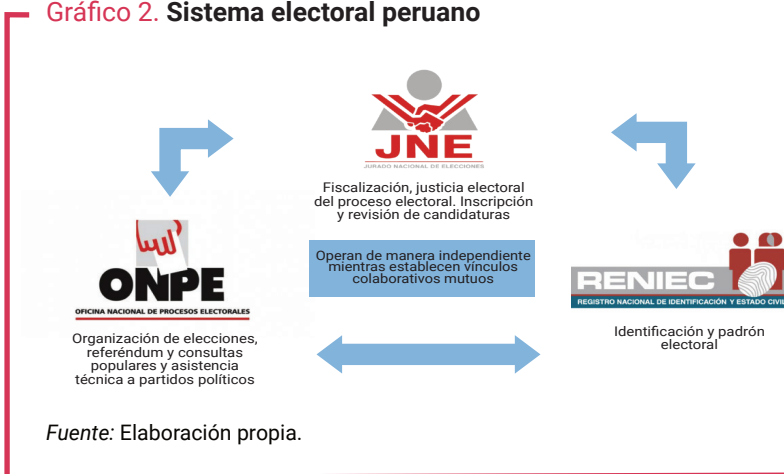 Gráfico 2. Sistema electoral peruano
JNE
JURADO NACIONAL DE ELECCIONES
Fiscalización, justicia electoral
del proceso electoral. Inscripción
y revisión de candidaturas
Operan de manera independiente
mientras establecen vínculos
colaborativos mutuos
ONPE
OFICINA NACIONAL DE PROCESOS ELECTORALES
Organización de elecciones,
referéndum y consultas
populares y asistencia
técnica a partidos políticos
RENIEC
REGISTRO NACIONAL DE IDENTIFICACIÓN Y ESTADO CIVIL
Identificación y padrón
electoral
Fuente: Elaboración propia.